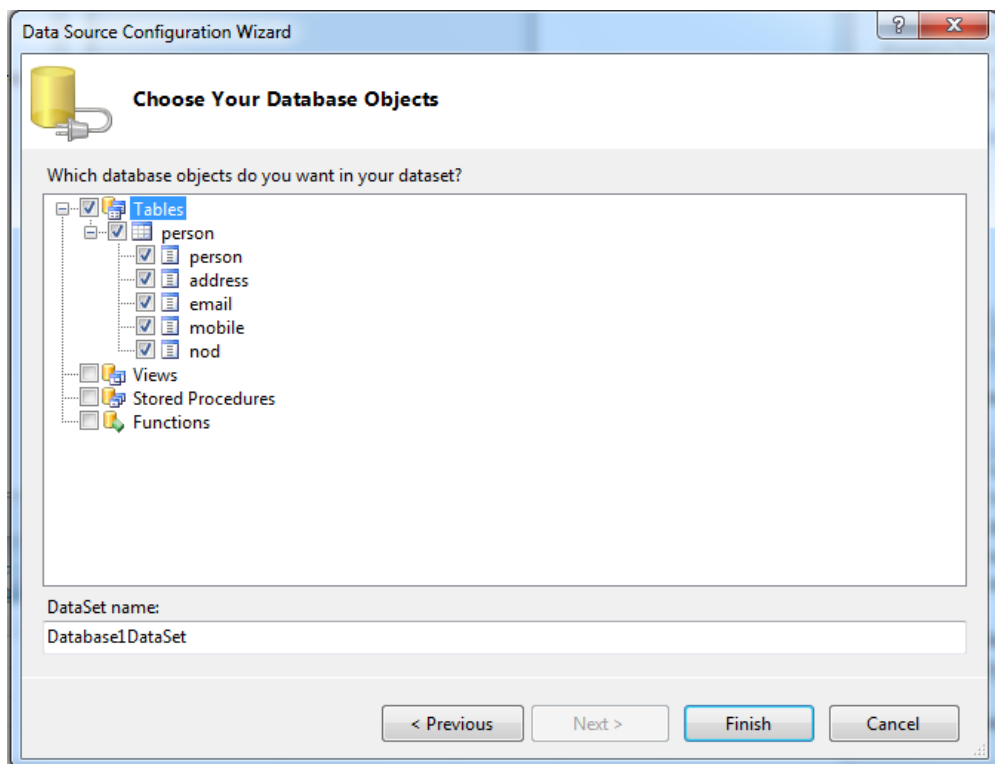 Data Source Configuration Wizard
Choose Your Database Objects
Which database objects do you want in your dataset?
Tables
person
person
address
email
mobile
nod
Views
Stored Procedures
Functions
DataSet name:
Database1DataSet
< Previous
Next >
Finish
Cancel